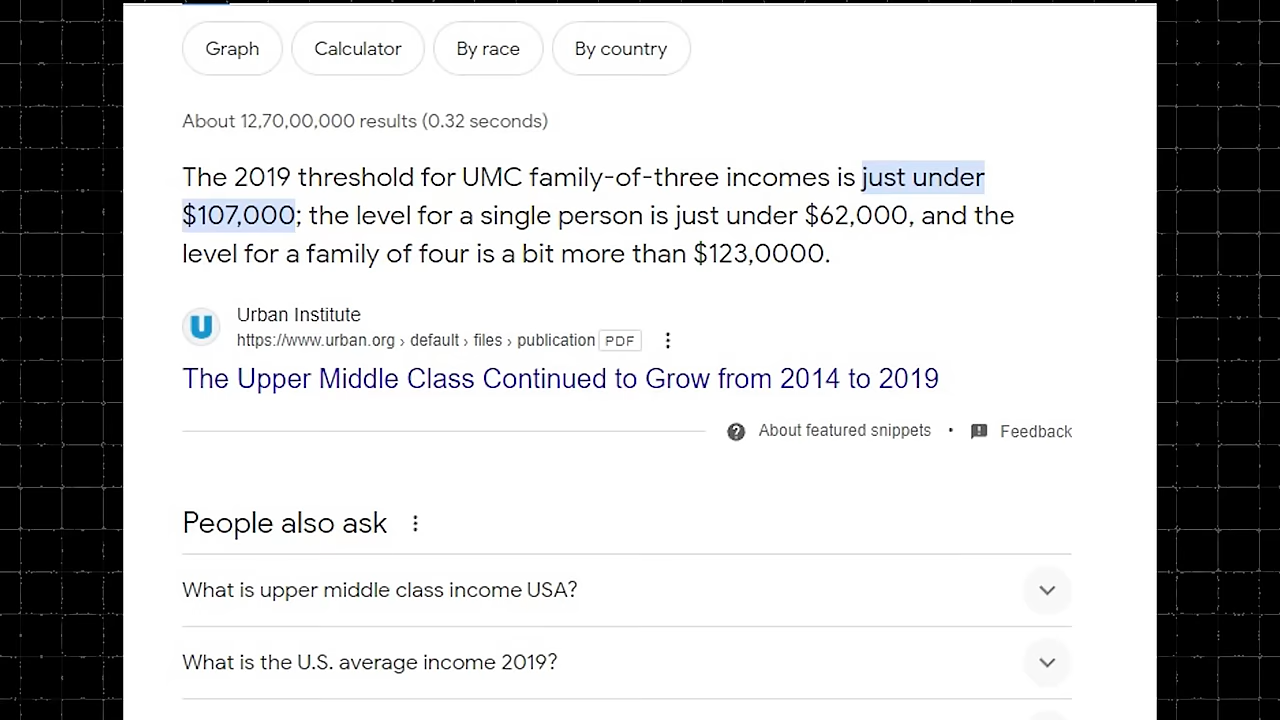 Graph
Calculator
By race
By country
About 12,70,00,000 results (0.32 seconds)
The 2019 threshold for UMC family-of-three incomes is just under
$107,000; the level for a single person is just under $62,000, and the
level for a family of four is a bit more than $123,0000.
Urban Institute
https://www.urban.org › default › files › publication PDF
The Upper Middle Class Continued to Grow from 2014 to 2019
About featured snippets • Feedback
People also ask
What is upper middle class income USA?
What is the U.S. average income 2019?